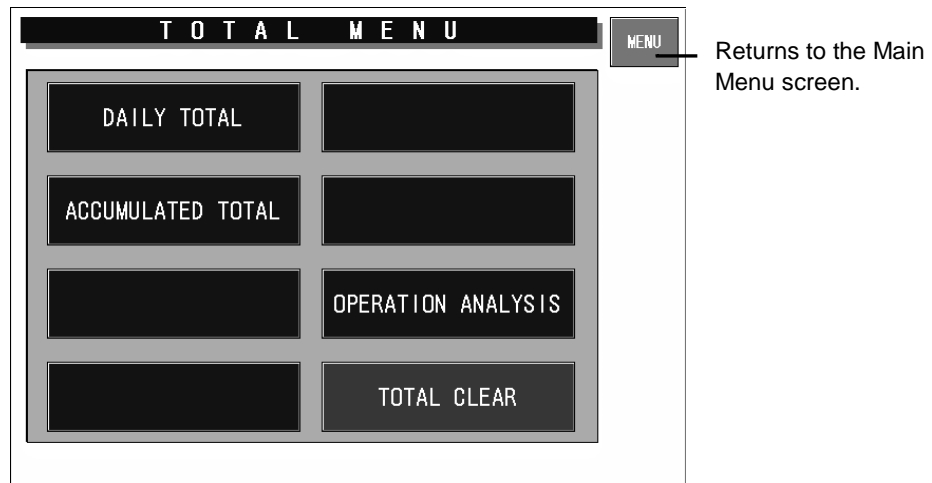 TOTAL MENU
MENU
Returns to the Main
Menu screen.
DAILY TOTAL
ACCUMULATED TOTAL
OPERATION ANALYSIS
TOTAL CLEAR